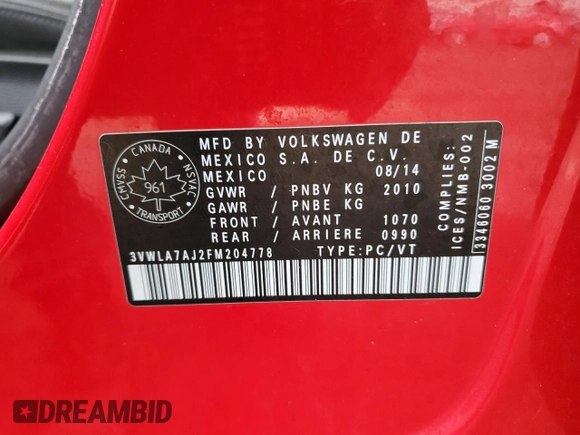 CANADA
CMVSS
NSVAC
961
TRANSPORT
MFD BY VOLKSWAGEN DE
MEXICO S.A. DE C.V.
MEXICO 08/14
GVWR / PNBV KG 2010
GAWR / PNBE KG
FRONT / AVANT 1070
REAR / ARRIERE 0990
3VWLA7AJ2FM204778 TYPE:PC/VT
COMPLIES:
ICES/NMB-002
3346060 3002 M
DREAMBID